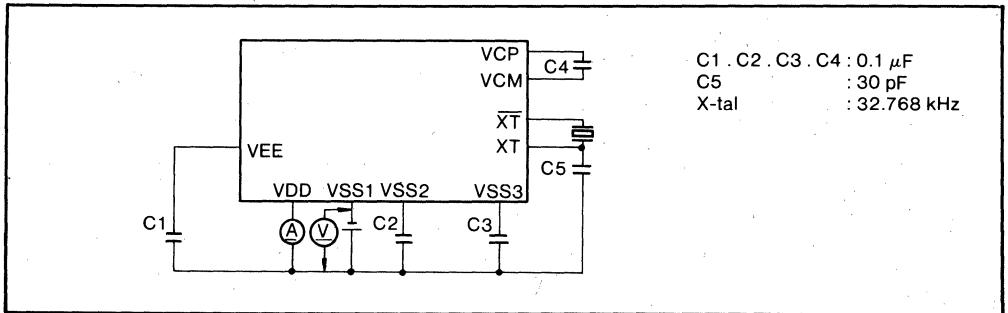 VCP
C4
VCM
X̅T̅
XT
C5
VEE
VDD VSS1 VSS2 VSS3
C1
A
V
C2
C3
C1 . C2 . C3 . C4 : 0.1 μF
C5 : 30 pF
X-tal : 32.768 kHz